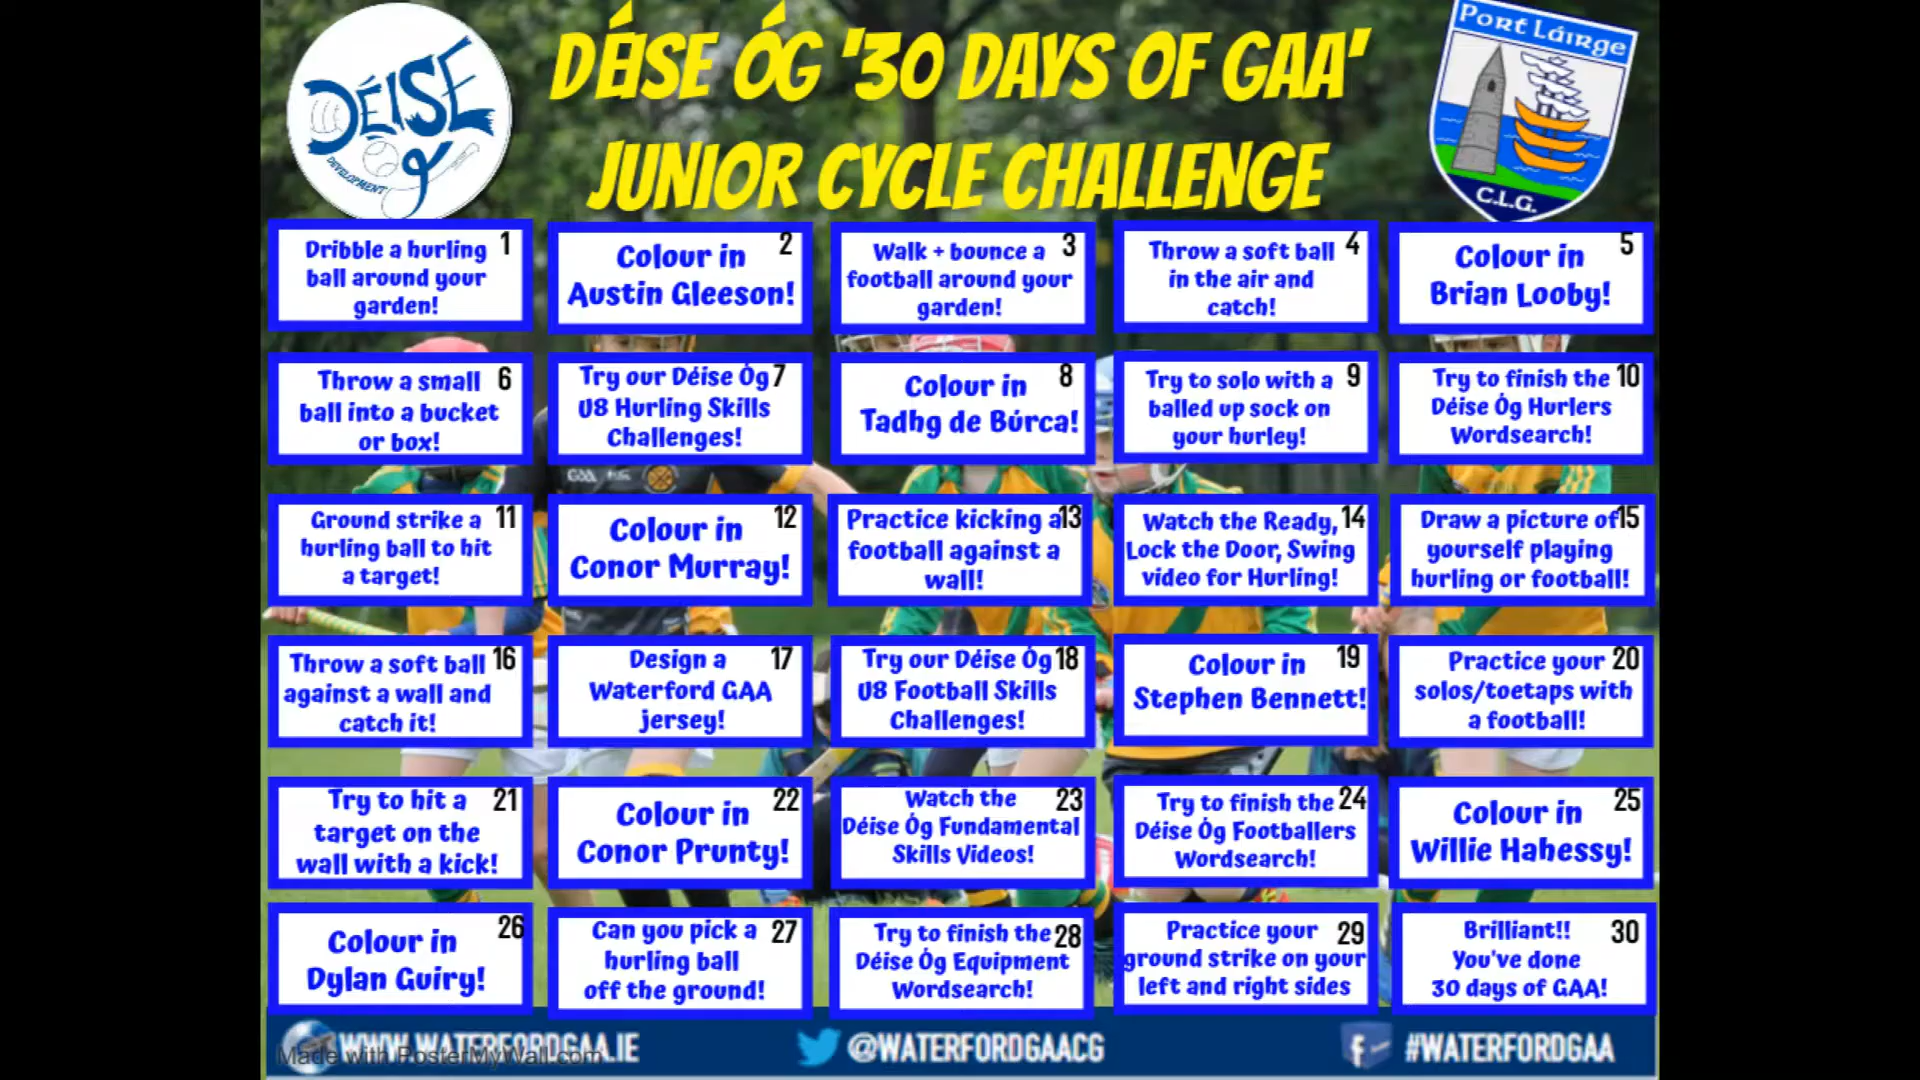 DÉISE ÓG '30 DAYS OF GAA'
JUNIOR CYCLE CHALLENGE
DÉISE
Óg
DEVELOPMENT
Port Láirge
C.L.G.
Dribble a hurling 1
ball around your
garden!
Colour in 2
Austin Gleeson!
Walk + bounce a 3
football around your
garden!
Throw a soft ball 4
in the air and
catch!
Colour in 5
Brian Looby!
Throw a small 6
ball into a bucket
or box!
Try our Déise Óg 7
U8 Hurling Skills
Challenges!
Colour in 8
Tadhg de Búrca!
Try to solo with a 9
balled up sock on
your hurley!
Try to finish the 10
Déise Óg Hurlers
Wordsearch!
Ground strike a 11
hurling ball to hit
a target!
Colour in 12
Conor Murray!
Practice kicking a 13
football against a
wall!
Watch the Ready, 14
Lock the Door, Swing
video for Hurling!
Draw a picture of 15
yourself playing
hurling or football!
Throw a soft ball 16
against a wall and
catch it!
Design a 17
Waterford GAA
jersey!
Try our Déise Óg 18
U8 Football Skills
Challenges!
Colour in 19
Stephen Bennett!
Practice your 20
solos/toetaps with
a football!
Try to hit a 21
target on the
wall with a kick!
Colour in 22
Conor Prunty!
Watch the 23
Déise Óg Fundamental
Skills Videos!
Try to finish the 24
Déise Óg Footballers
Wordsearch!
Colour in 25
Willie Hahessy!
Colour in 26
Dylan Guiry!
Can you pick a 27
hurling ball
off the ground!
Try to finish the 28
Déise Óg Equipment
Wordsearch!
Practice your 29
ground strike on your
left and right sides
Brilliant!! 30
You've done
30 days of GAA!
WWW.WATERFORDGAA.IE
Made with PosterMyWall.com
@WATERFORDGAACG
#WATERFORDGAA